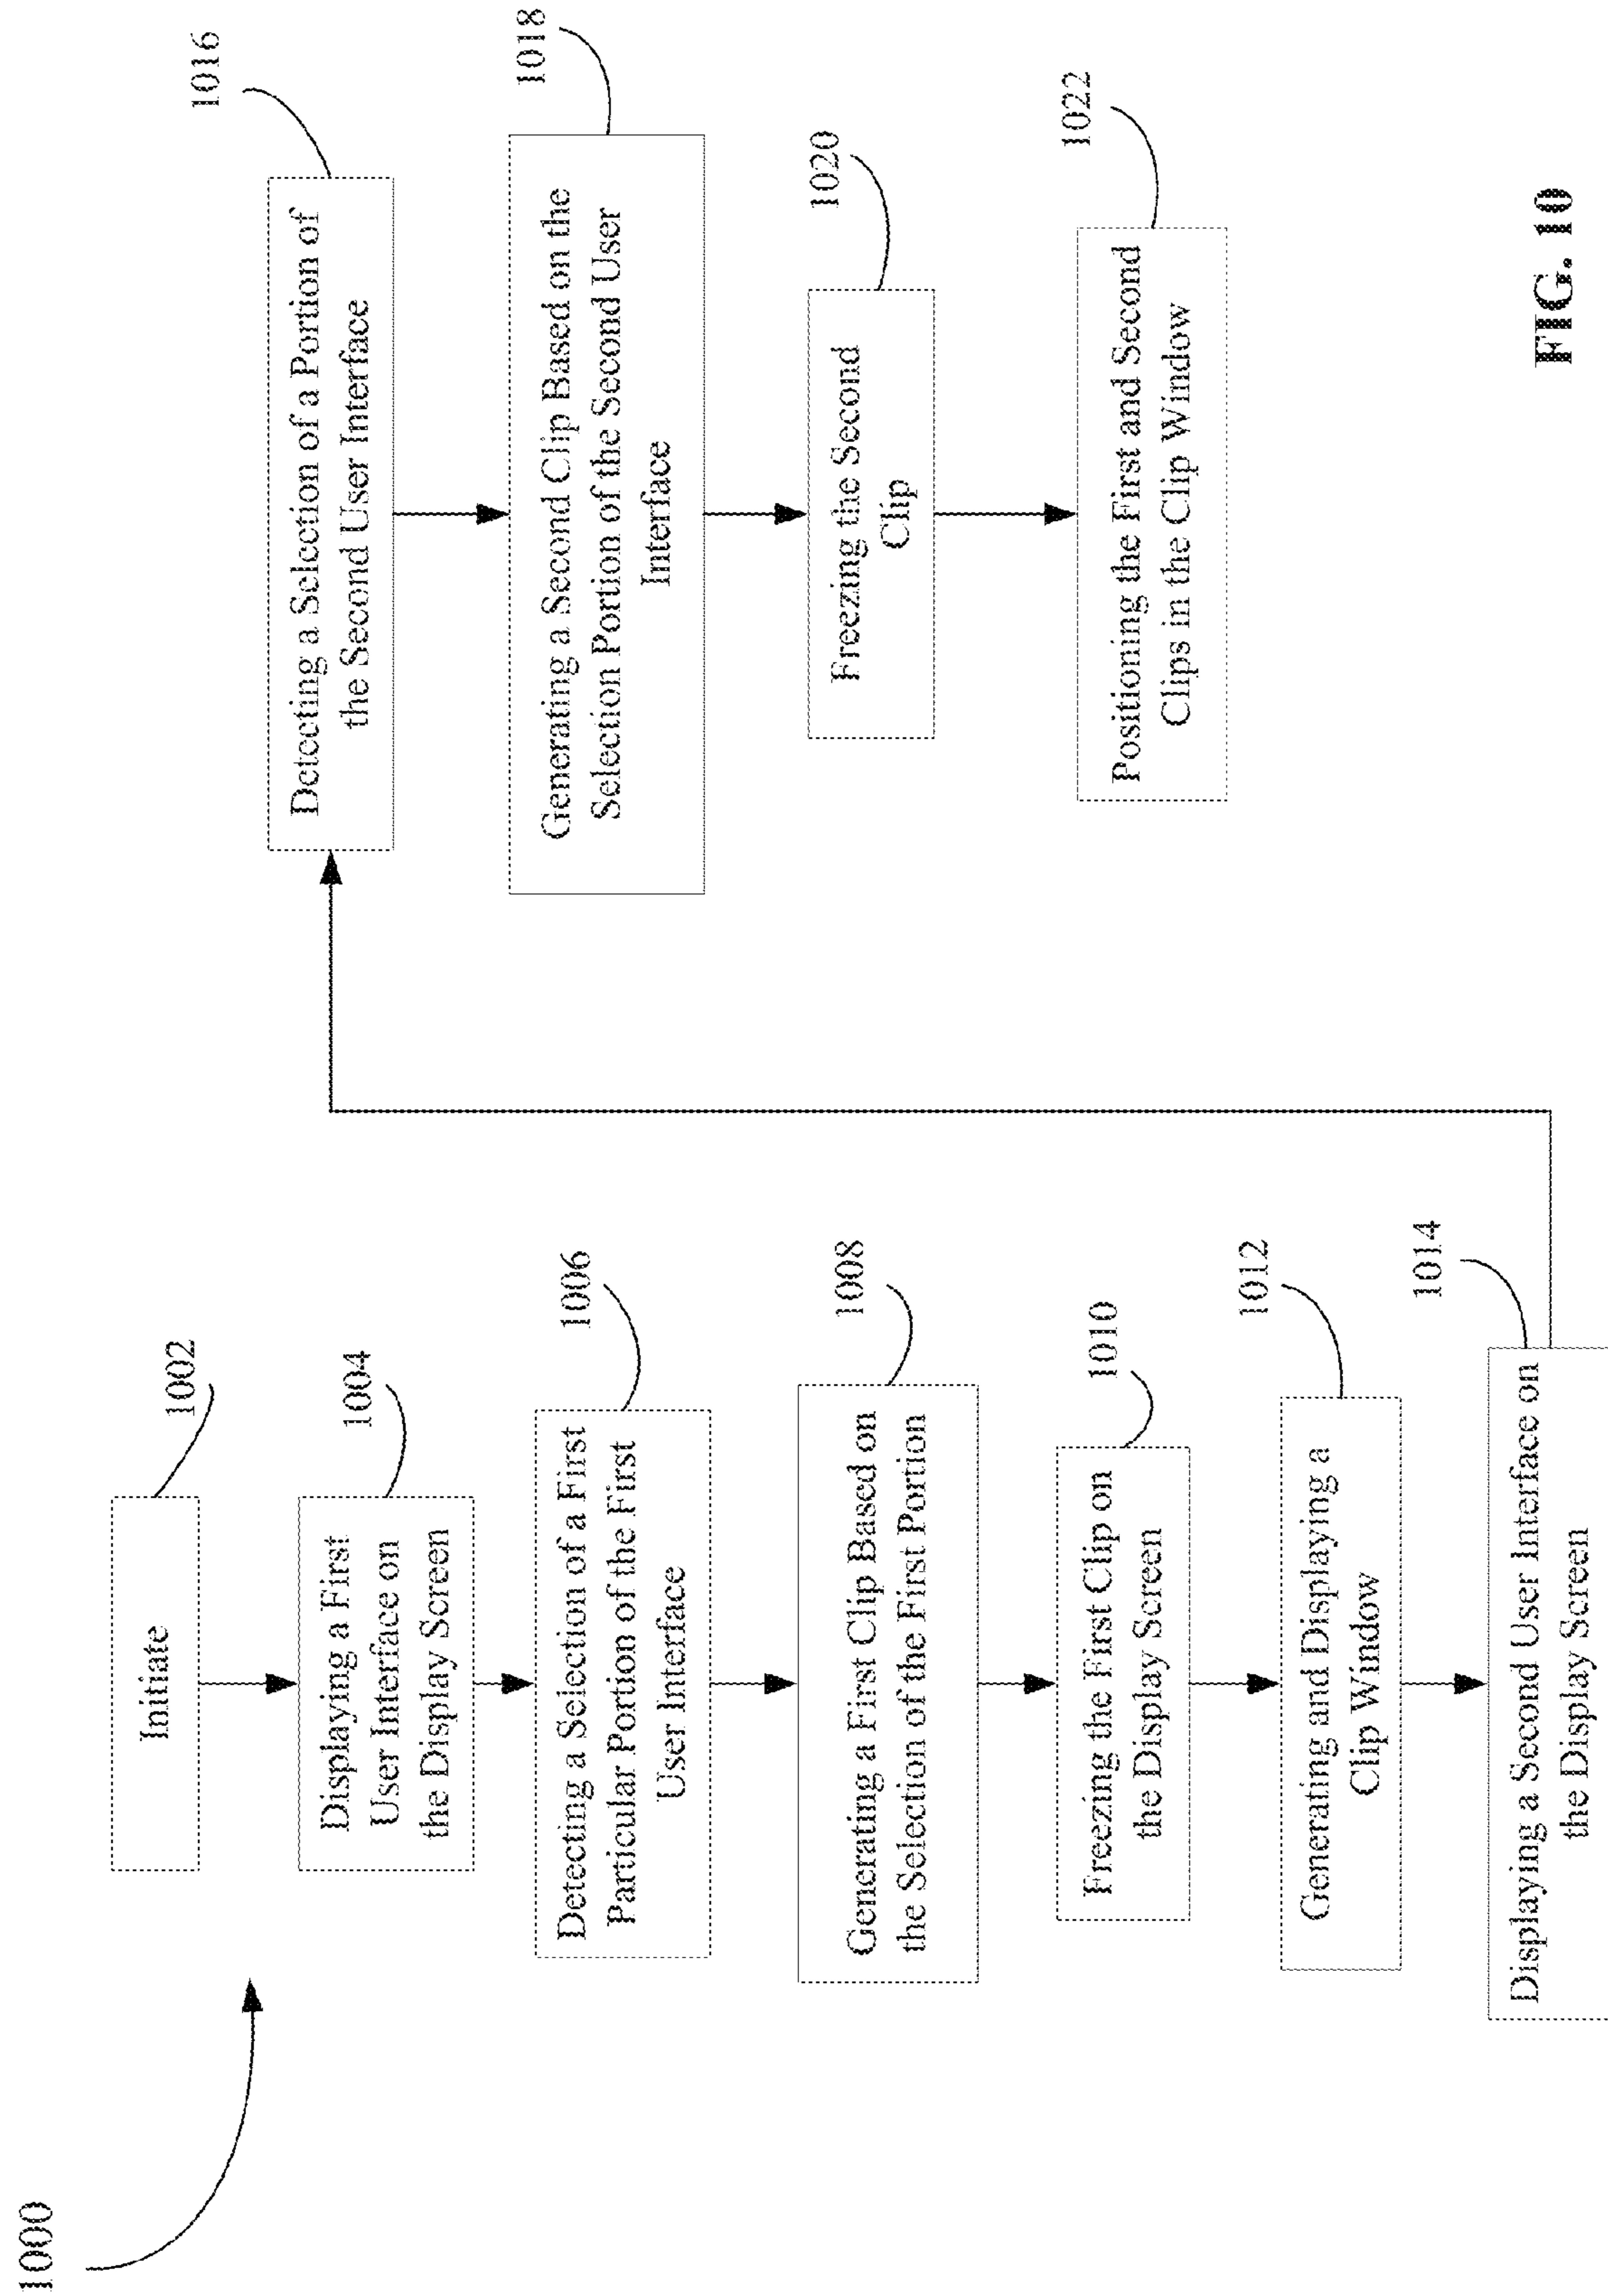 1000
Initiate
1002
Displaying a First
User Interface on
the Display Screen
1004
Detecting a Selection of a First
Particular Portion of the First
User Interface
1006
Generating a First Clip Based on
the Selection of the First Portion
1008
Freezing the First Clip on
the Display Screen
1010
Generating and Displaying a
Clip Window
1012
Displaying a Second User Interface on
the Display Screen
1014
Detecting a Selection of a Portion of
the Second User Interface
1016
Generating a Second Clip Based on the
Selection Portion of the Second User
Interface
1018
Freezing the Second
Clip
1020
Positioning the First and Second
Clips in the Clip Window
1022
FIG. 10